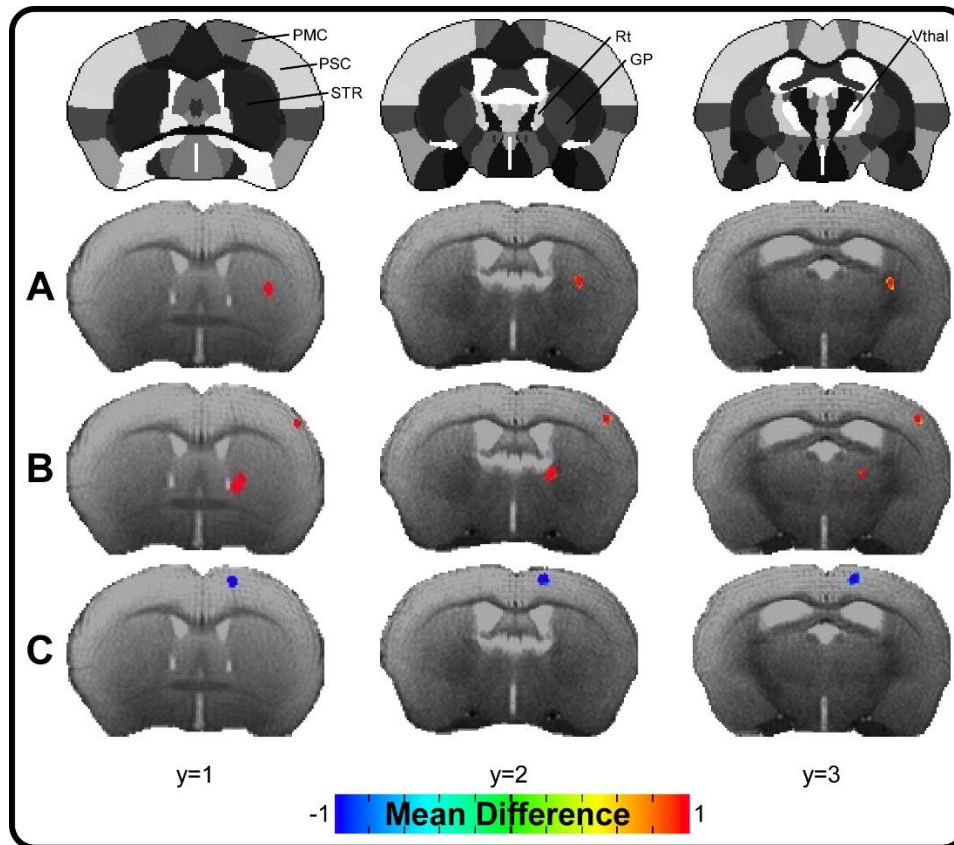 PMC
PSC
STR
Rt
GP
Vthal
A
B
C
y=1 y=2 y=3
-1 Mean Difference 1